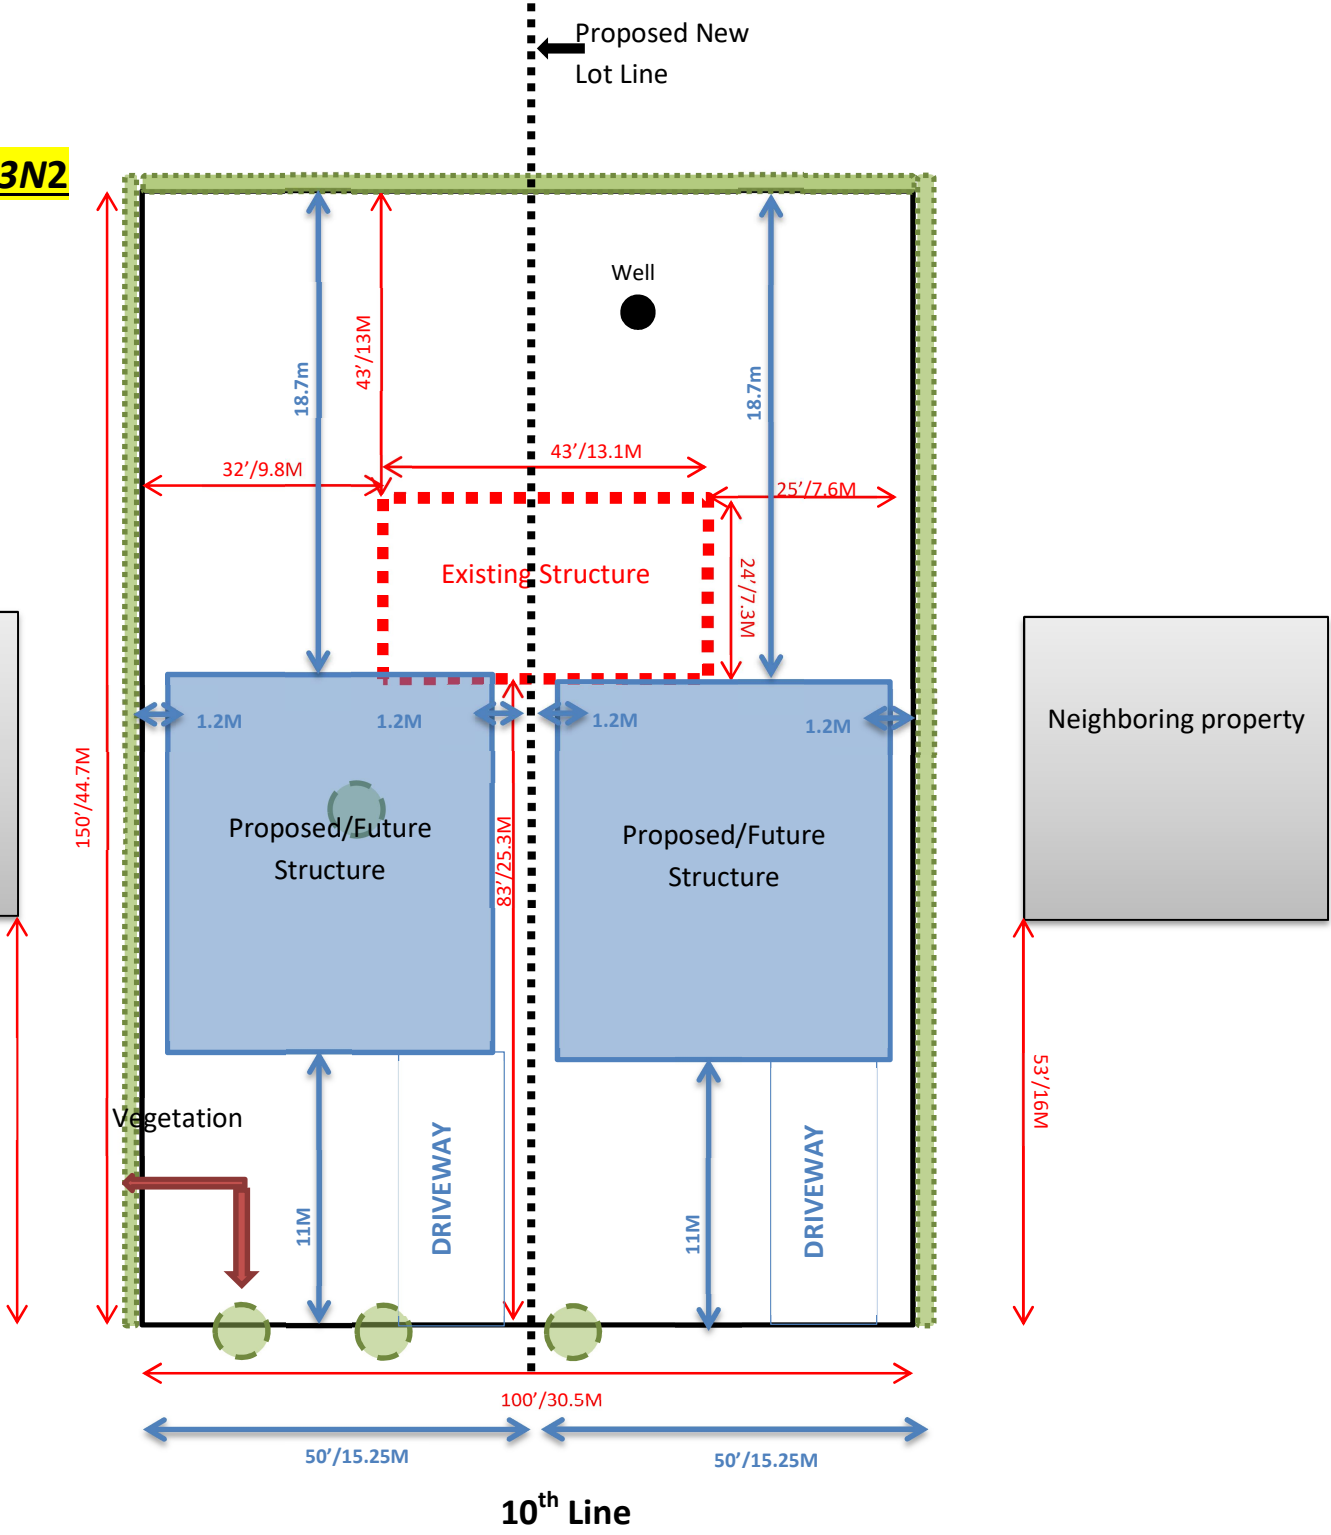 Proposed New
Lot Line
3N2
Well
43'/13M
18.7m
18.7m
43'/13.1M
32'/9.8M
25'/7.6M
Existing Structure
24'/7.3M
1.2M
1.2M
1.2M
1.2M
Neighboring property
150'/44.7M
Proposed/Future
Structure
83'/25.3M
Proposed/Future
Structure
53'/16M
Vegetation
11M
DRIVEWAY
11M
DRIVEWAY
100'/30.5M
50'/15.25M
50'/15.25M
10th Line